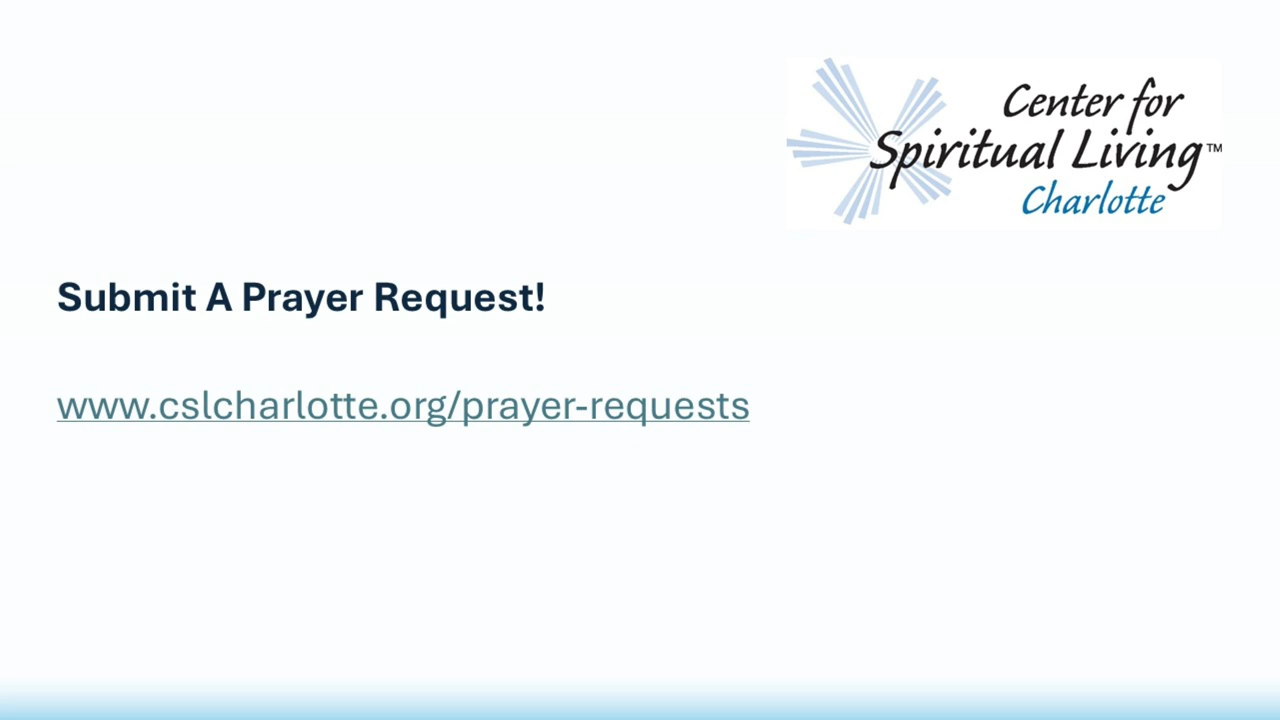 Center for
Spiritual Living™
Charlotte
Submit A Prayer Request!
www.cslcharlotte.org/prayer-requests